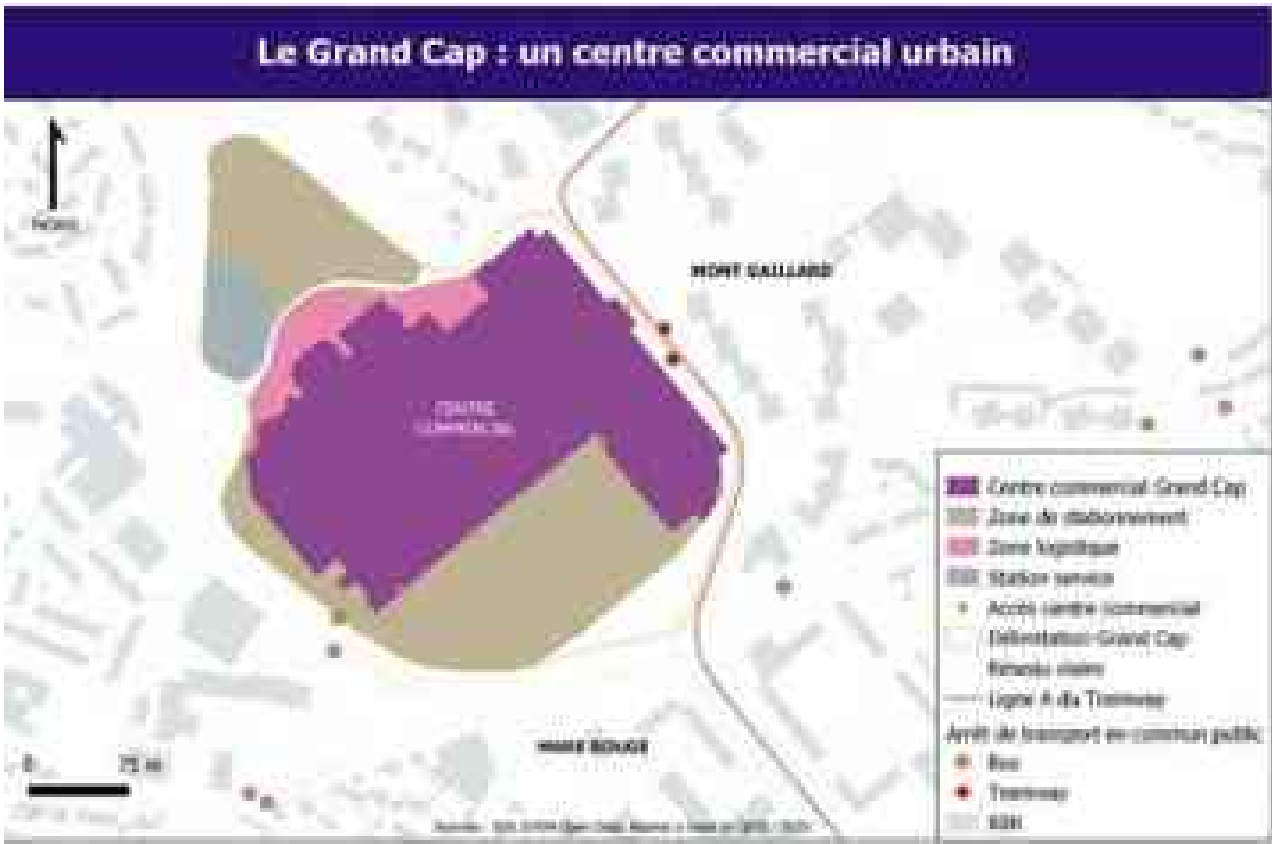 Le Grand Cap : un centre commercial urbain
NORD
MONT GAILLARD
CENTRE
COMMERCIAL
Centre commercial Grand Cap
Zone de stationnement
Zone logistique
Station service
Accès centre commercial
Délimitation Grand Cap
Réseau viaire
Ligne A du Tramway
Arrêt de transport en commun public
Bus
Tramway
Bâti
MARE ROUGE
0 75 m